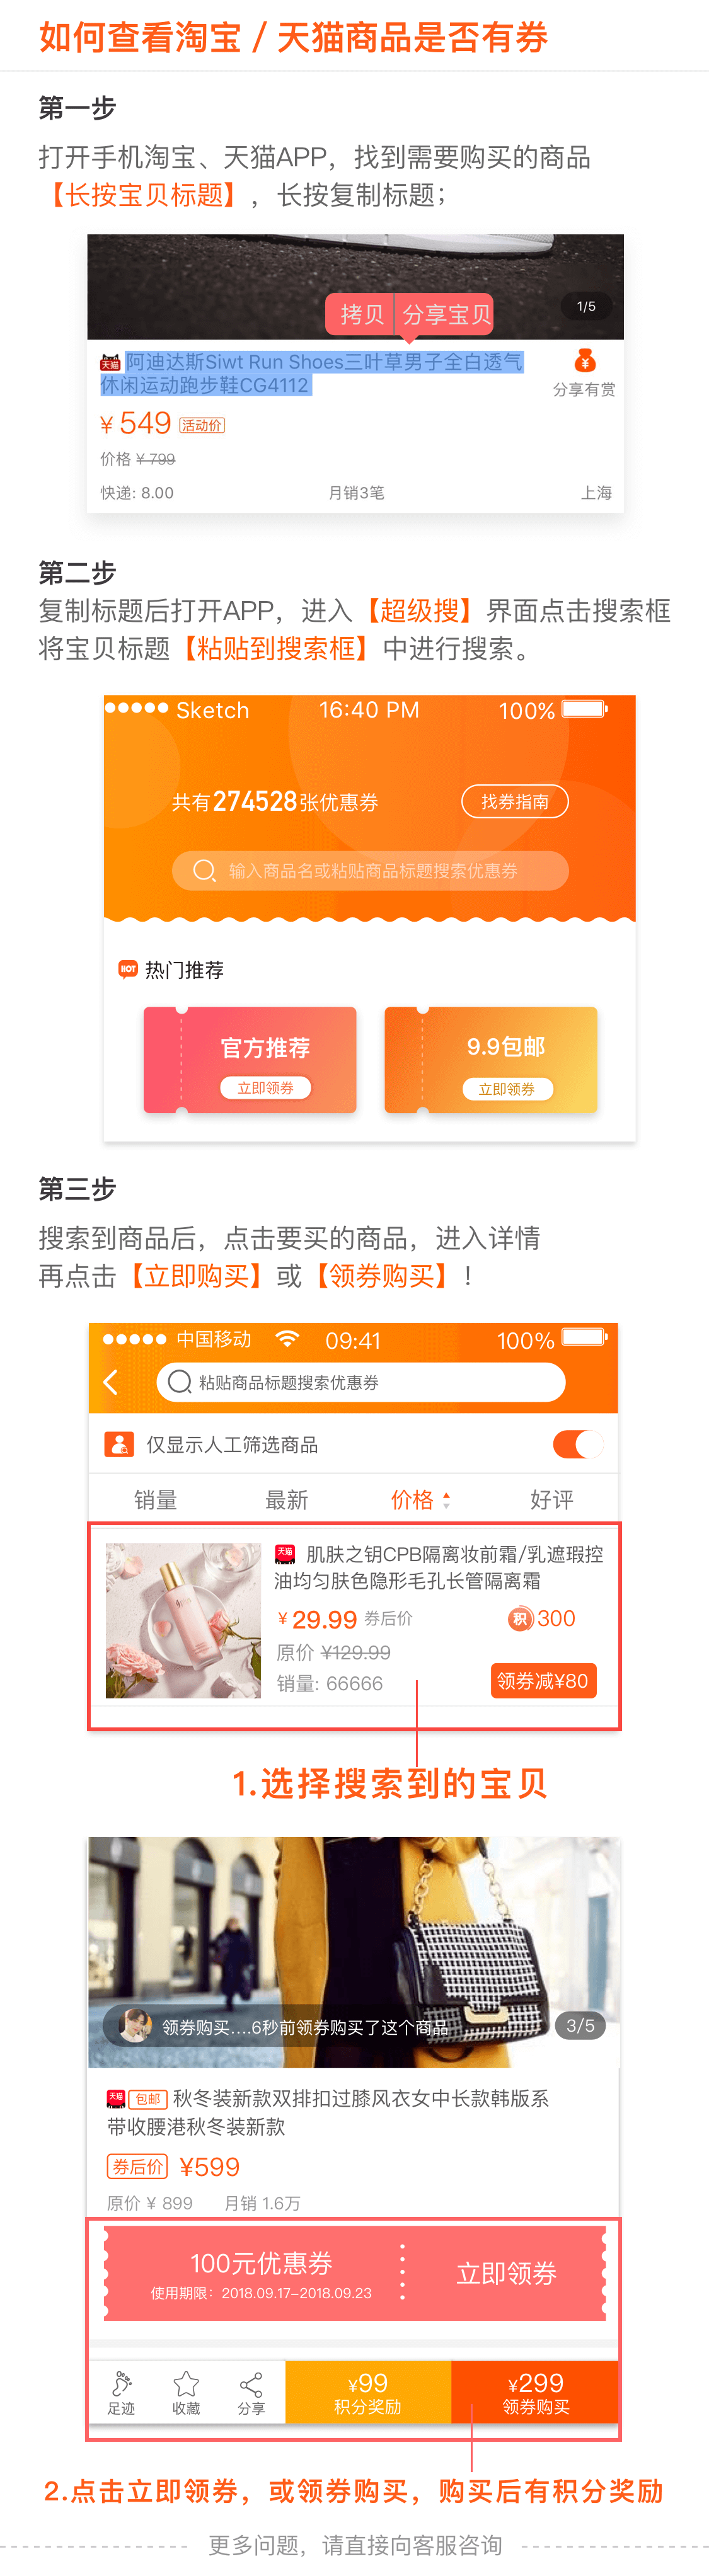 如何查看淘宝 / 天猫商品是否有券
第一步
打开手机淘宝、天猫APP，找到需要购买的商品
【长按宝贝标题】，长按复制标题；
拷贝 分享宝贝
1/5
天猫 阿迪达斯Siwt Run Shoes三叶草男子全白透气
休闲运动跑步鞋CG4112
分享有赏
¥ 549 活动价
价格 ¥ 799
快递: 8.00 月销3笔 上海
第二步
复制标题后打开APP，进入【超级搜】界面点击搜索框
将宝贝标题【粘贴到搜索框】中进行搜索。
Sketch 16:40 PM 100%
共有274528张优惠券 找券指南
输入商品名或粘贴商品标题搜索优惠券
HOT 热门推荐
官方推荐 9.9包邮
立即领券 立即领券
第三步
搜索到商品后，点击要买的商品，进入详情
再点击【立即购买】或【领券购买】！
中国移动 09:41 100%
粘贴商品标题搜索优惠券
仅显示人工筛选商品
销量 最新 价格 好评
天猫 肌肤之钥CPB隔离妆前霜/乳遮瑕控
油均匀肤色隐形毛孔长管隔离霜
¥ 29.99 券后价 积 300
原价 ¥129.99
销量: 66666 领券减¥80
1.选择搜索到的宝贝
领券购买....6秒前领券购买了这个商品 3/5
天猫 包邮 秋冬装新款双排扣过膝风衣女中长款韩版系
带收腰港秋冬装新款
券后价 ¥599
原价 ¥ 899 月销 1.6万
100元优惠券 立即领券
使用期限：2018.09.17-2018.09.23
¥99 ¥299
足迹 收藏 分享 积分奖励 领券购买
2.点击立即领券，或领券购买，购买后有积分奖励
更多问题，请直接向客服咨询